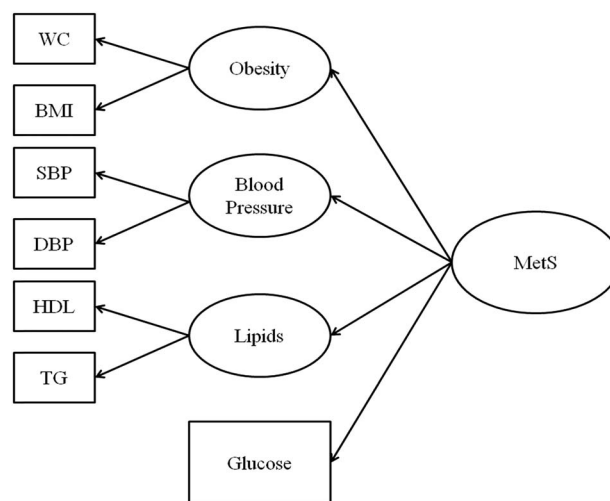 WC
Obesity
BMI
SBP
Blood
Pressure
DBP
MetS
HDL
Lipids
TG
Glucose